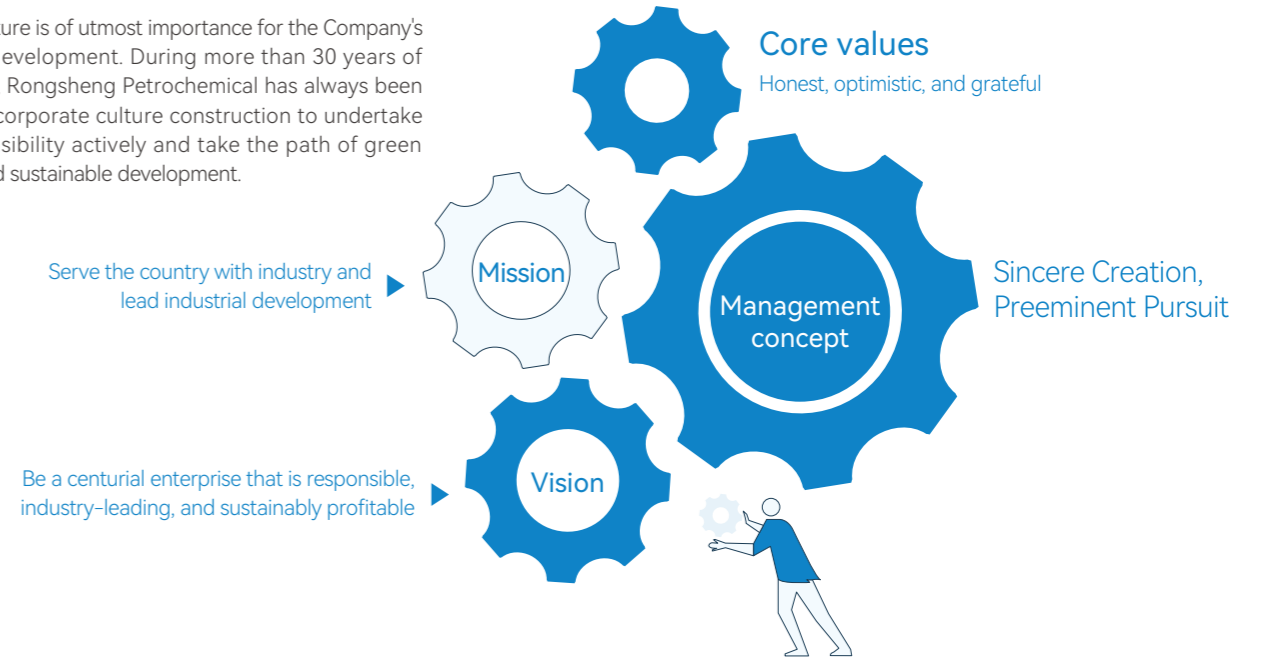 ture is of utmost importance for the Company's
evelopment. During more than 30 years of
Rongsheng Petrochemical has always been
corporate culture construction to undertake
sibility actively and take the path of green
d sustainable development.
Core values
Honest, optimistic, and grateful
Serve the country with industry and
lead industrial development
Mission
Management
concept
Sincere Creation,
Preeminent Pursuit
Be a centurial enterprise that is responsible,
industry-leading, and sustainably profitable
Vision